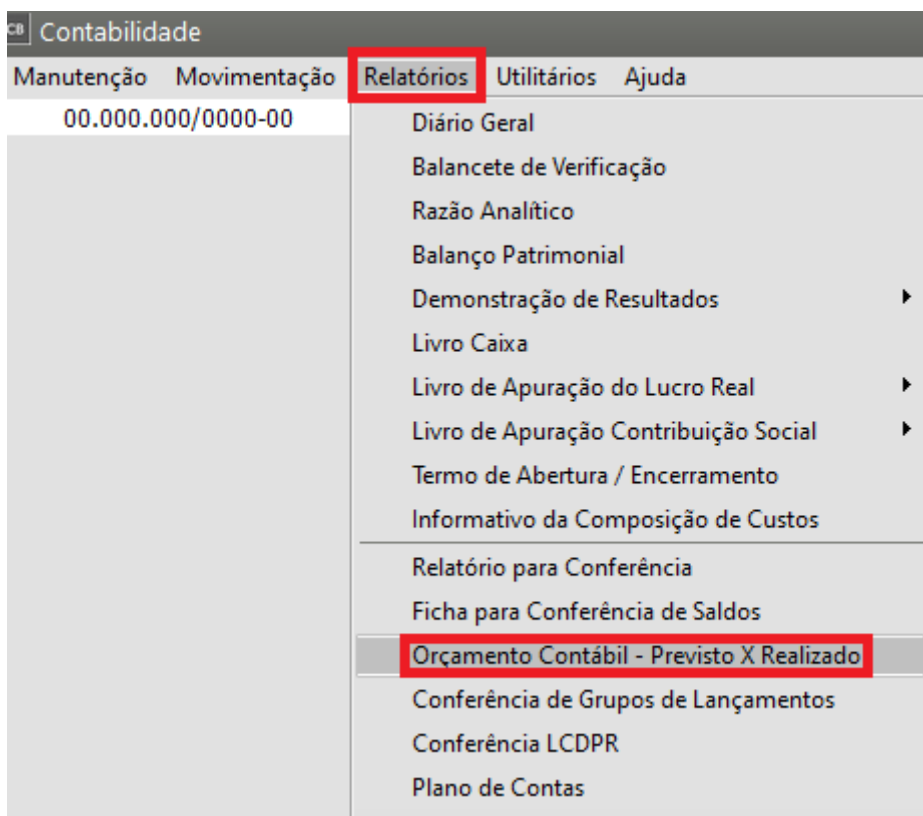 CB Contabilidade
Manutenção Movimentação Relatórios Utilitários Ajuda
00.000.000/0000-00
Diário Geral
Balancete de Verificação
Razão Analítico
Balanço Patrimonial
Demonstração de Resultados
Livro Caixa
Livro de Apuração do Lucro Real
Livro de Apuração Contribuição Social
Termo de Abertura / Encerramento
Informativo da Composição de Custos
Relatório para Conferência
Ficha para Conferência de Saldos
Orçamento Contábil - Previsto X Realizado
Conferência de Grupos de Lançamentos
Conferência LCDPR
Plano de Contas